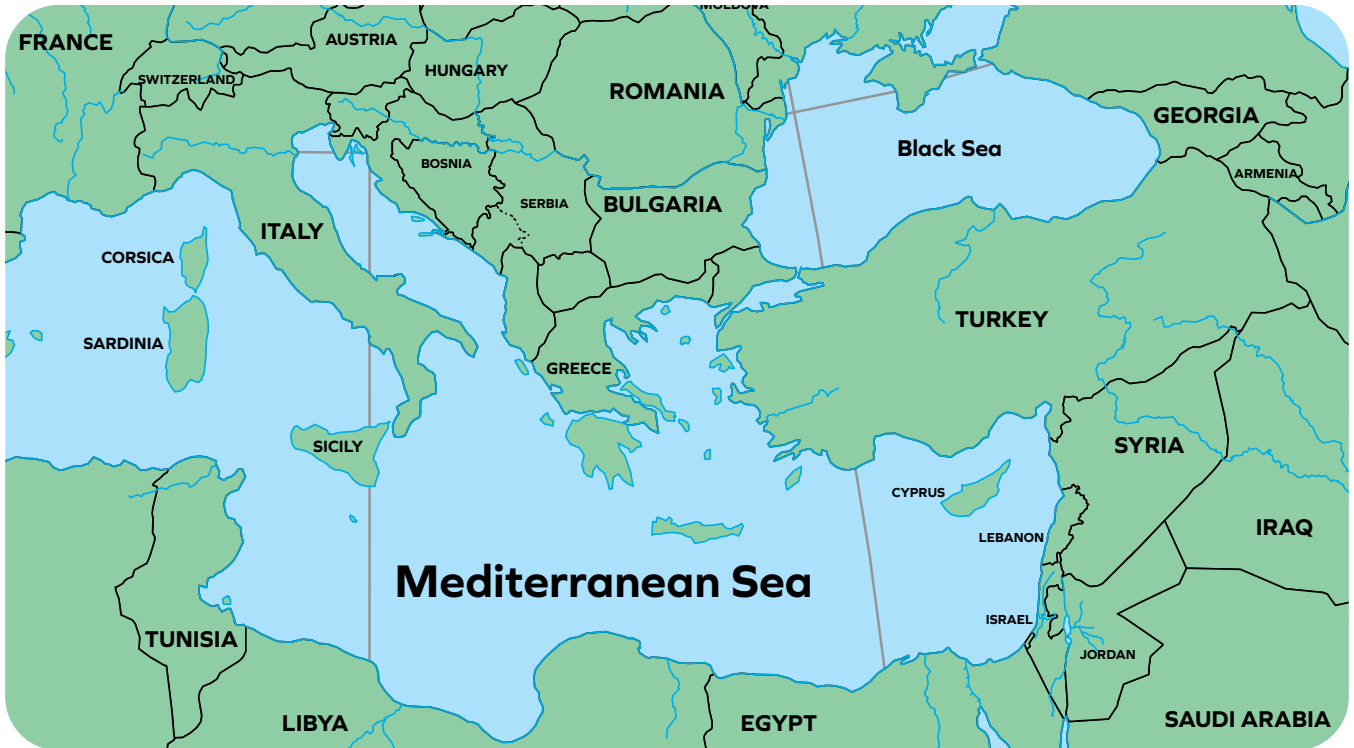 MOLDOVA
FRANCE
AUSTRIA
SWITZERLAND
HUNGARY
ROMANIA
GEORGIA
Black Sea
BOSNIA
ARMENIA
SERBIA
BULGARIA
ITALY
CORSICA
TURKEY
SARDINIA
GREECE
SICILY
SYRIA
CYPRUS
IRAQ
LEBANON
Mediterranean Sea
ISRAEL
TUNISIA
JORDAN
LIBYA
EGYPT
SAUDI ARABIA